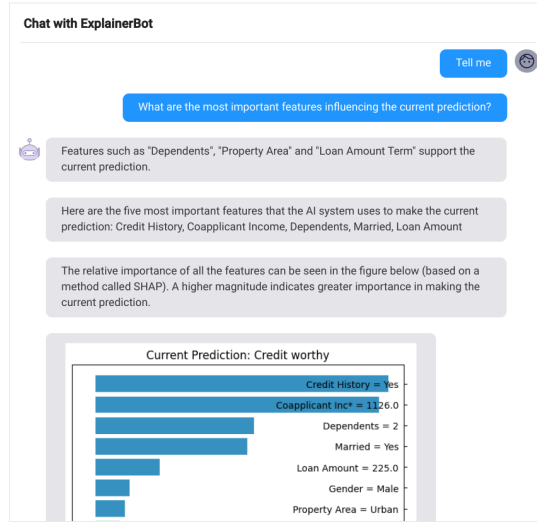 Chat with ExplainerBot
Tell me
What are the most important features influencing the current prediction?
Features such as "Dependents", "Property Area" and "Loan Amount Term" support the
current prediction.
Here are the five most important features that the AI system uses to make the current
prediction: Credit History, Coapplicant Income, Dependents, Married, Loan Amount
The relative importance of all the features can be seen in the figure below (based on a
method called SHAP). A higher magnitude indicates greater importance in making the
current prediction.
Current Prediction: Credit worthy
Credit History = Yes
Coapplicant Inc* = 1126.0
Dependents = 2
Married = Yes
Loan Amount = 225.0
Gender = Male
Property Area = Urban